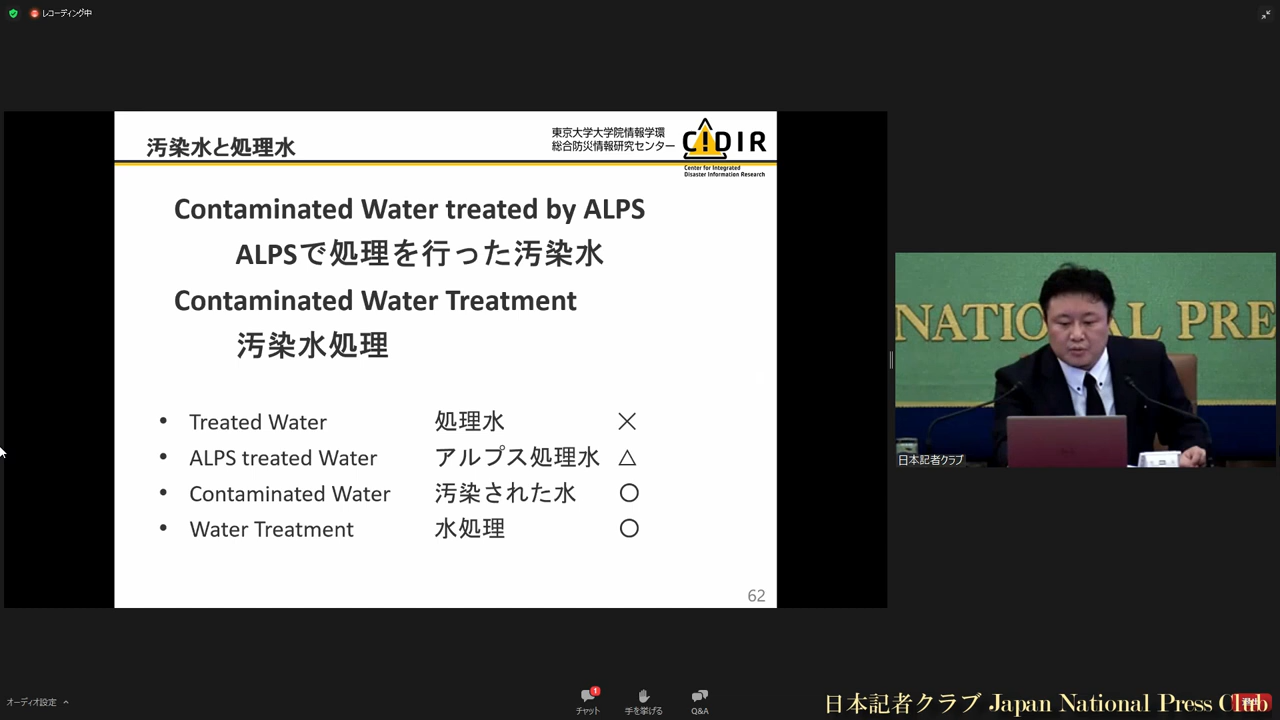 レコーディング中
汚染水と処理水
東京大学大学院情報学環
総合防災情報研究センター
C!DIR
Center for Integrated
Disaster Information Research
Contaminated Water treated by ALPS
ALPSで処理を行った汚染水
Contaminated Water Treatment
汚染水処理
• Treated Water 処理水 ×
• ALPS treated Water アルプス処理水 △
• Contaminated Water 汚染された水 ○
• Water Treatment 水処理 ○
62
NATIONAL PRE
日本記者クラブ
オーディオ設定
1
チャット
手を挙げる
Q&A
日本記者クラブ Japan National Press Club